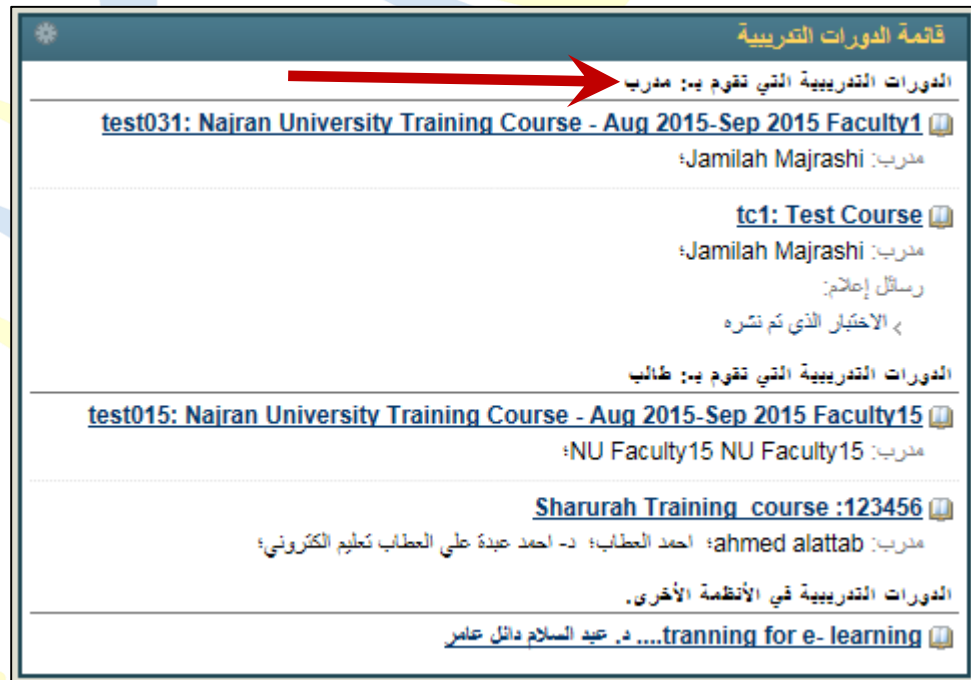 قائمة الدورات التدريبية
الدورات التدريبية التي تقوم بـ: مدرب
test031: Najran University Training Course - Aug 2015-Sep 2015 Faculty1
مدرب: Jamilah Majrashi؛
tc1: Test Course
مدرب: Jamilah Majrashi؛
رسائل إعلام:
› الاختبار الذي تم نشره
الدورات التدريبية التي تقوم بـ: طالب
test015: Najran University Training Course - Aug 2015-Sep 2015 Faculty15
مدرب: NU Faculty15 NU Faculty15؛
Sharurah Training_course :123456
مدرب: ahmed alattab؛ احمد العطاب؛ د- احمد عبدة علي العطاب تعليم الكتروني؛
الدورات التدريبية في الأنظمة الأخرى.
tranning for e- learning.... د. عبد السلام دائل عامر